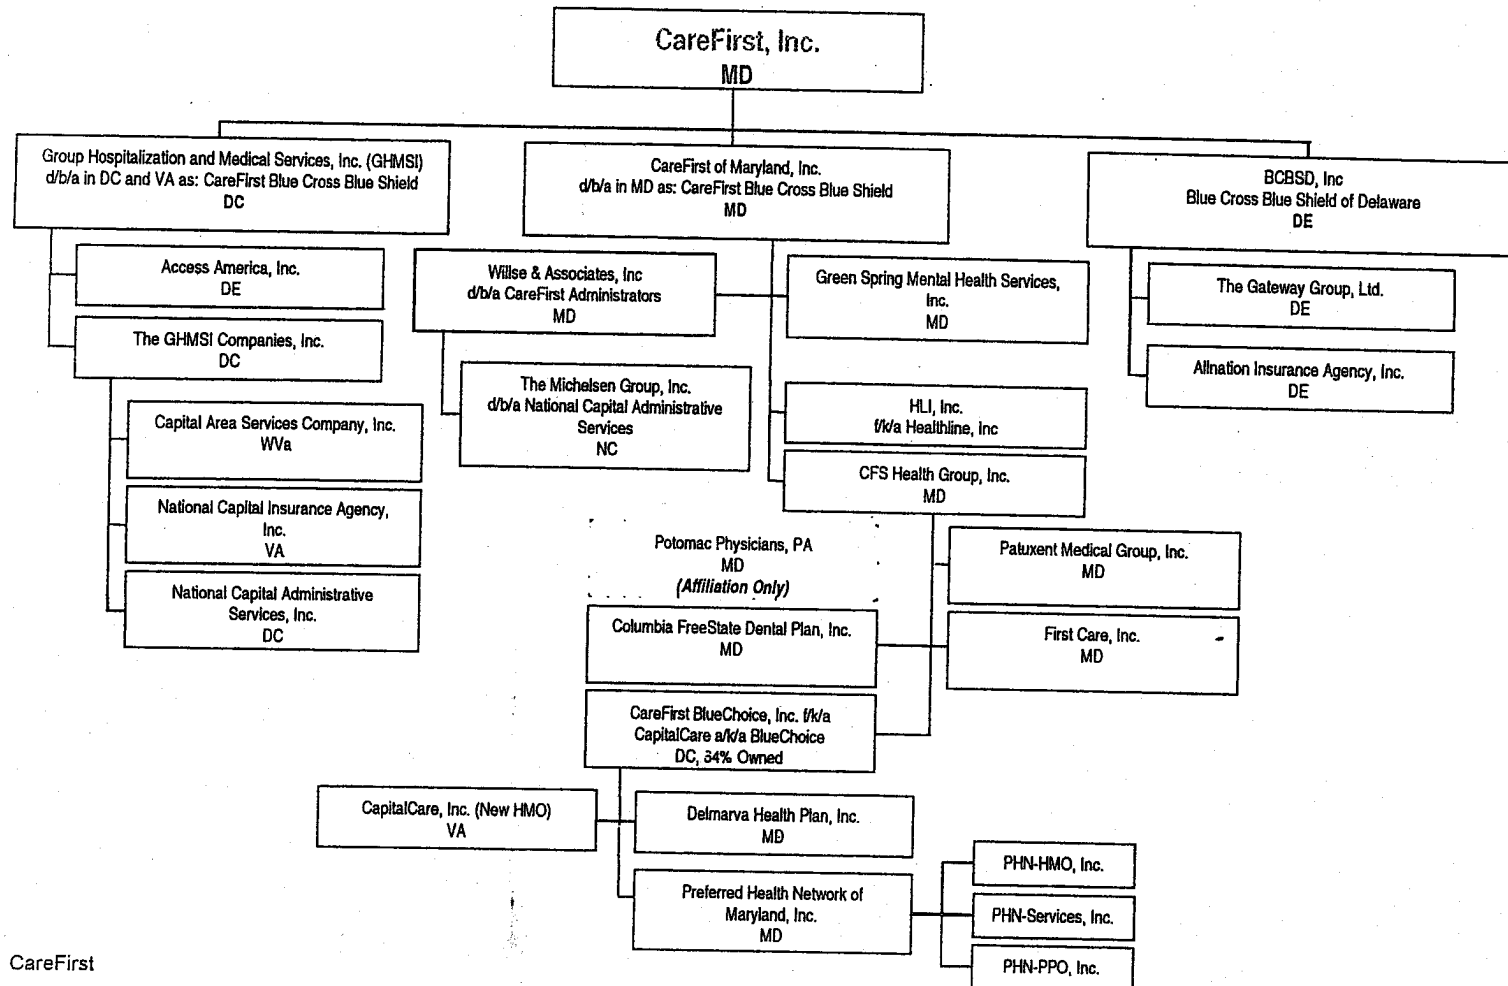 CareFirst, Inc.
MD
Group Hospitalization and Medical Services, Inc. (GHMSI)
d/b/a in DC and VA as: CareFirst Blue Cross Blue Shield
DC
CareFirst of Maryland, Inc.
d/b/a in MD as: CareFirst Blue Cross Blue Shield
MD
BCBSD, Inc
Blue Cross Blue Shield of Delaware
DE
Access America, Inc.
DE
The GHMSI Companies, Inc.
DC
Capital Area Services Company, Inc.
WVa
National Capital Insurance Agency,
Inc.
VA
National Capital Administrative
Services, Inc.
DC
Willse & Associates, Inc
d/b/a CareFirst Administrators
MD
The Michelsen Group, Inc.
d/b/a National Capital Administrative
Services
NC
Green Spring Mental Health Services,
Inc.
MD
HLI, Inc.
f/k/a Healthline, Inc
CFS Health Group, Inc.
MD
The Gateway Group, Ltd.
DE
Allnation Insurance Agency, Inc.
DE
Potomac Physicians, PA
MD
(Affiliation Only)
Patuxent Medical Group, Inc.
MD
Columbia FreeState Dental Plan, Inc.
MD
First Care, Inc.
MD
CareFirst BlueChoice, Inc. f/k/a
CapitalCare a/k/a BlueChoice
DC, Owned
CapitalCare, Inc. (New HMO)
VA
Delmarva Health Plan, Inc.
MD
Preferred Health Network of
Maryland, Inc.
MD
PHN-HMO, Inc.
PHN-Services, Inc.
PHN-PPO, Inc.
CareFirst